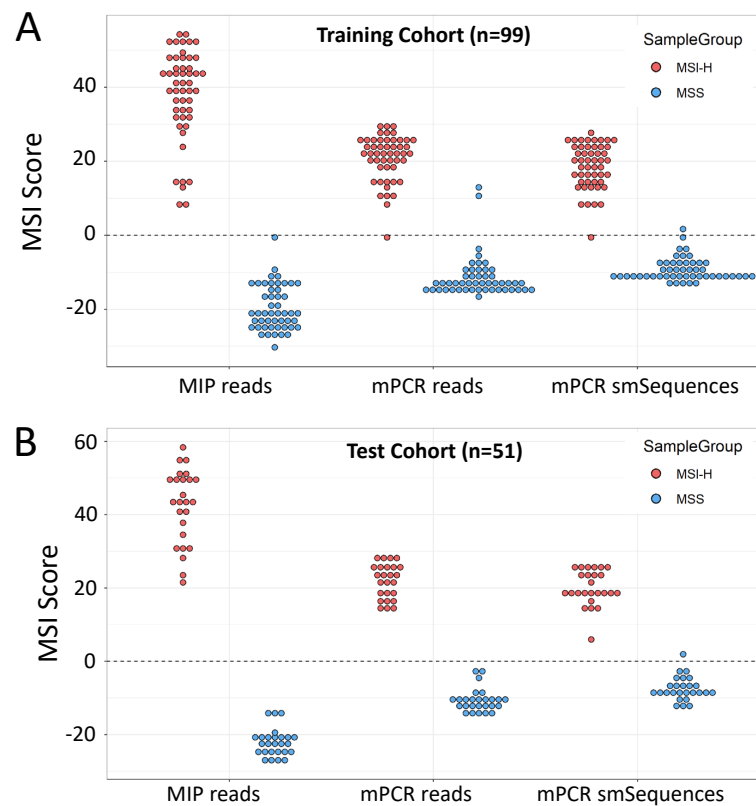 A
Training Cohort (n=99)
SampleGroup
MSI-H
MSS
MSI Score
40
20
0
-20
MIP reads
mPCR reads
mPCR smSequences
B
Test Cohort (n=51)
SampleGroup
MSI-H
MSS
MSI Score
60
40
20
0
-20
MIP reads
mPCR reads
mPCR smSequences